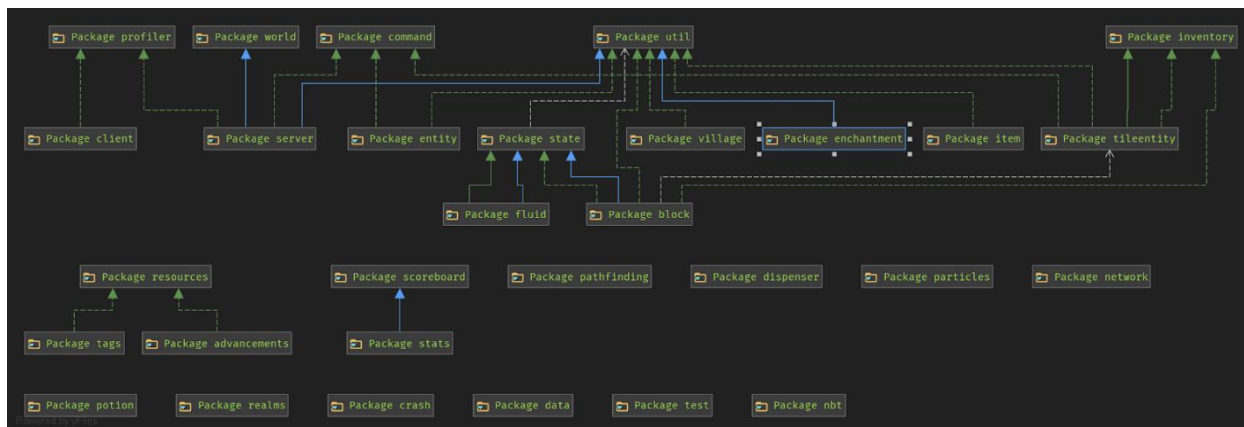 Package profiler
Package world
Package command
Package util
Package inventory
Package client
Package server
Package entity
Package state
Package village
Package enchantment
Package item
Package tileentity
Package fluid
Package block
Package resources
Package scoreboard
Package pathfinding
Package dispenser
Package particles
Package network
Package tags
Package advancements
Package stats
Package potion
Package realms
Package crash
Package data
Package test
Package nbt
Powered by yFiles